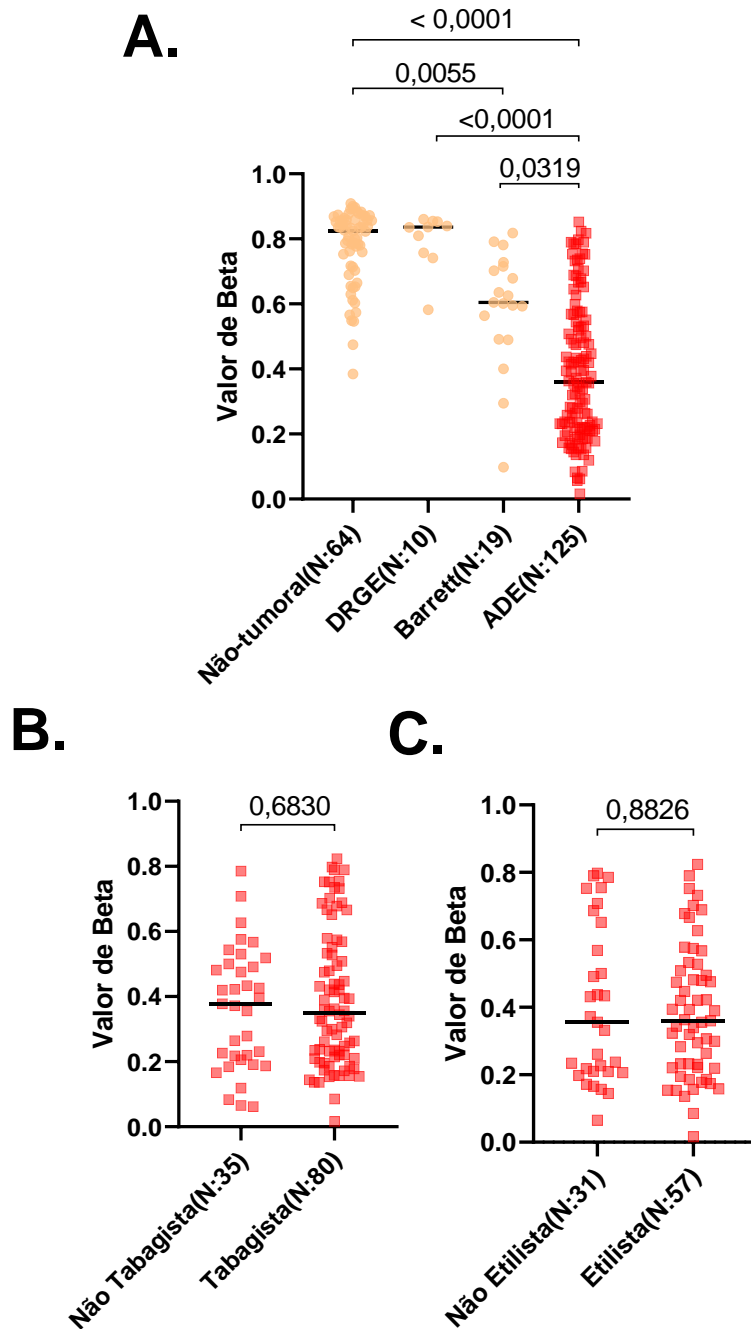 A.
< 0,0001
0,0055
<0,0001
0,0319
Valor de Beta
1.0
0.8
0.6
0.4
0.2
0.0
Não-tumoral(N:64)
DRGE(N:10)
Barrett(N:19)
ADE(N:125)
B.
0,6830
Valor de Beta
1.0
0.8
0.6
0.4
0.2
0.0
Não Tabagista(N:35)
Tabagista(N:80)
C.
0,8826
Valor de Beta
1.0
0.8
0.6
0.4
0.2
0.0
Não Etilista(N:31)
Etilista(N:57)